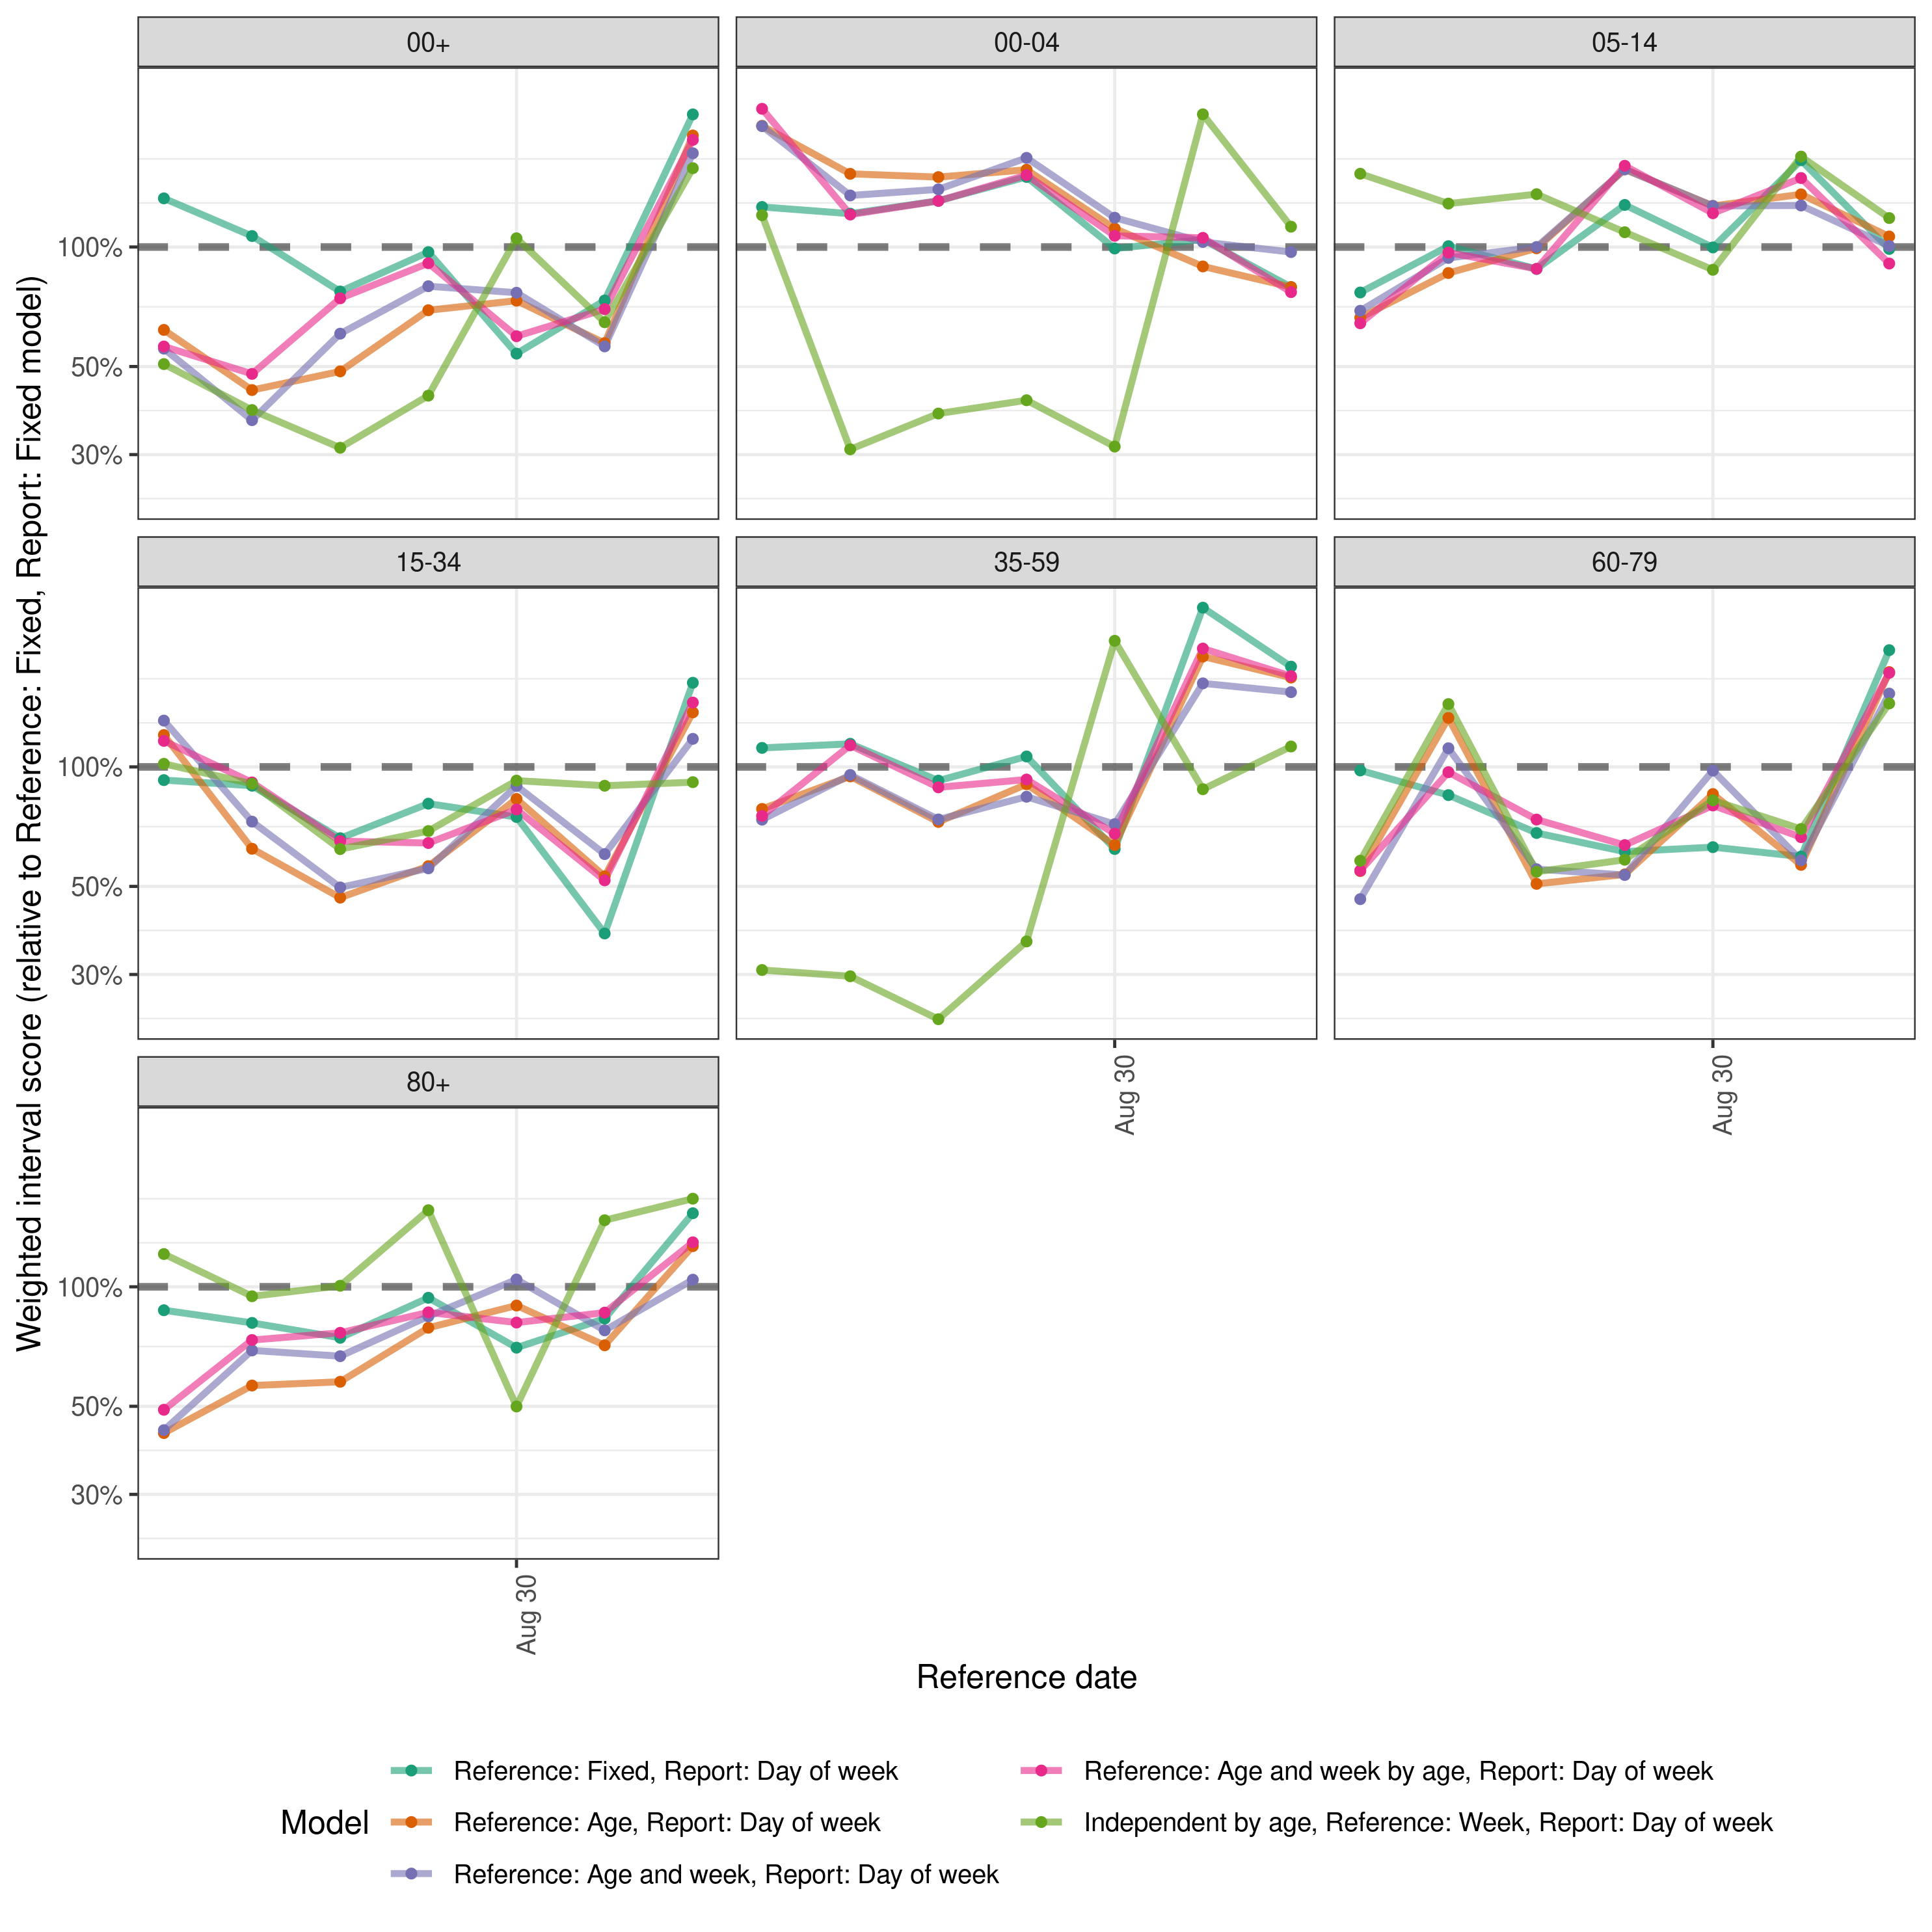 Weighted interval score (relative to Reference: Fixed, Report: Fixed model)
00+
00-04
05-14
100%
50%
30%
15-34
35-59
60-79
100%
50%
30%
Aug 30
Aug 30
80+
100%
50%
30%
Aug 30
Reference date
Model
Reference: Fixed, Report: Day of week
Reference: Age, Report: Day of week
Reference: Age and week, Report: Day of week
Reference: Age and week by age, Report: Day of week
Independent by age, Reference: Week, Report: Day of week